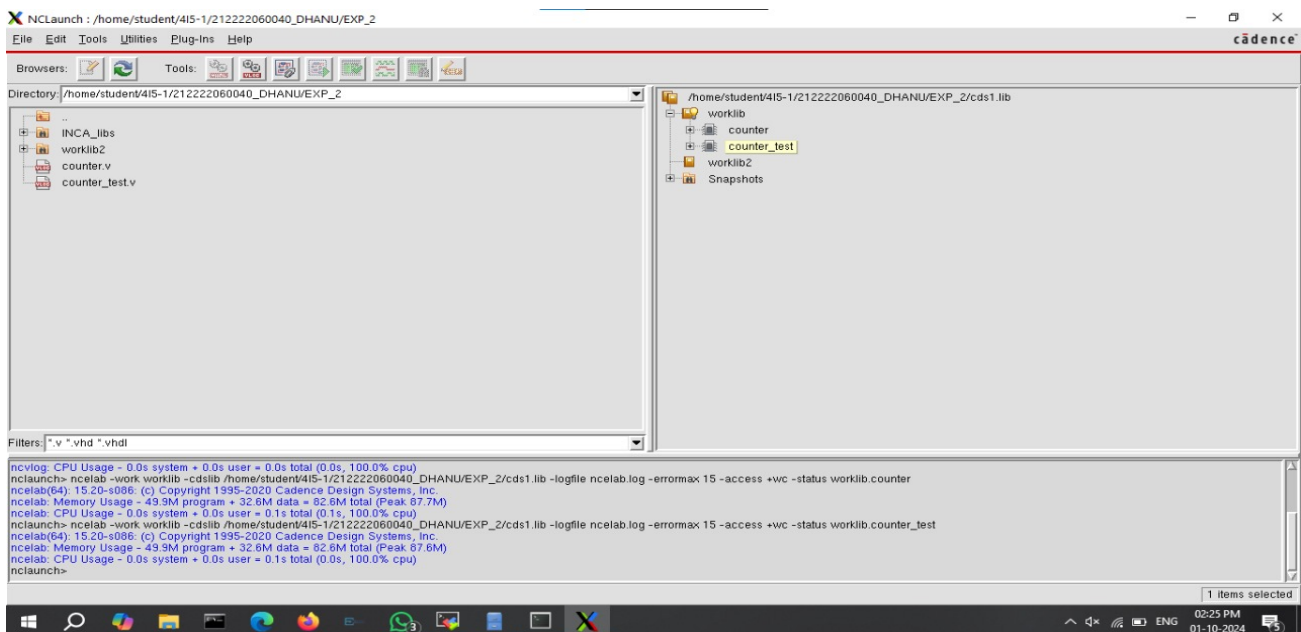 NCLaunch : /home/student/4I5-1/212222060040_DHANU/EXP_2
File Edit Tools Utilities Plug-Ins Help
cādence
Browsers: Tools:
Directory: /home/student/4I5-1/212222060040_DHANU/EXP_2
..
INCA_libs
worklib2
counter.v
counter_test.v
/home/student/4I5-1/212222060040_DHANU/EXP_2/cds1.lib
worklib
counter
counter_test
worklib2
Snapshots
Filters: *.v *.vhd *.vhdl
ncvlog: CPU Usage - 0.0s system + 0.0s user = 0.0s total (0.0s, 100.0% cpu)
nclaunch> ncelab -work worklib -cdslib /home/student/4I5-1/212222060040_DHANU/EXP_2/cds1.lib -logfile ncelab.log -errormax 15 -access +wc -status worklib.counter
ncelab(64): 15.20-s086: (c) Copyright 1995-2020 Cadence Design Systems, Inc.
ncelab: Memory Usage - 49.9M program + 32.6M data = 82.6M total (Peak 87.7M)
ncelab: CPU Usage - 0.0s system + 0.0s user = 0.1s total (0.0s, 100.0% cpu)
nclaunch> ncelab -work worklib -cdslib /home/student/4I5-1/212222060040_DHANU/EXP_2/cds1.lib -logfile ncelab.log -errormax 15 -access +wc -status worklib.counter_test
ncelab(64): 15.20-s086: (c) Copyright 1995-2020 Cadence Design Systems, Inc.
ncelab: Memory Usage - 49.9M program + 32.6M data = 82.6M total (Peak 87.6M)
ncelab: CPU Usage - 0.0s system + 0.0s user = 0.1s total (0.0s, 100.0% cpu)
nclaunch>
1 items selected
ENG
02:25 PM
01-10-2024